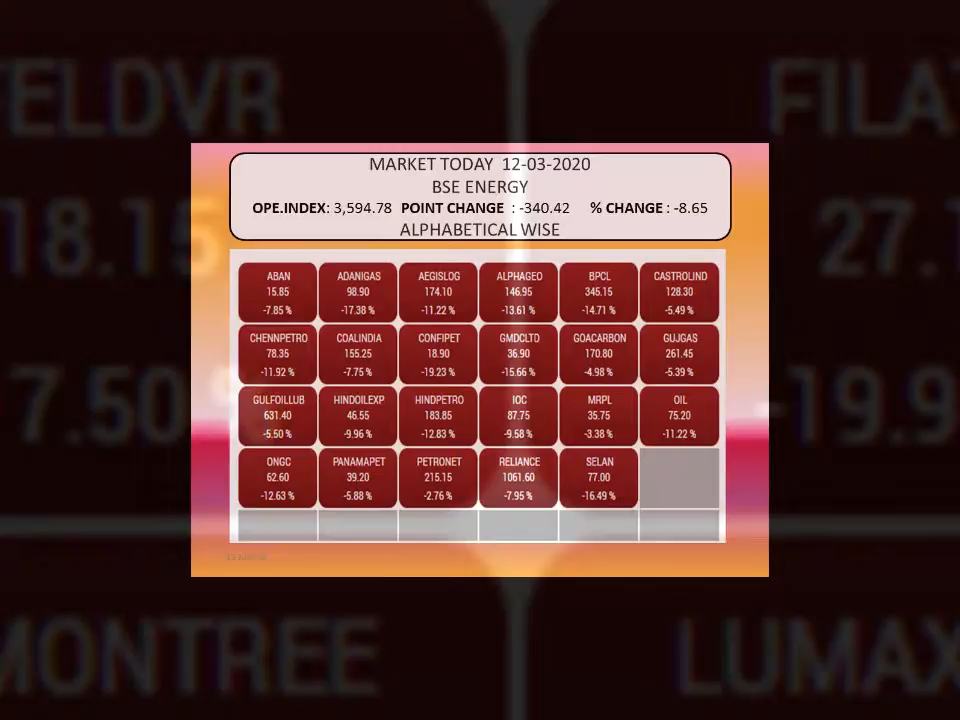 ELDVR
FILA
18.15
27.1
7.50%
-19.9
MONTREE
LUMAX
MARKET TODAY 12-03-2020
BSE ENERGY
OPE.INDEX: 3,594.78 POINT CHANGE : -340.42 % CHANGE : -8.65
ALPHABETICAL WISE
ABAN ADANIGAS AEGISLOG ALPHAGEO BPCL CASTROLIND
15.85 98.90 174.10 146.95 345.15 128.30
-7.85 % -17.38 % -11.22 % -13.61 % -14.71 % -5.49 %
CHENNPETRO COALINDIA CONFIPET GMDCLTD GOACARBON GUJGAS
78.35 155.25 18.90 36.90 170.80 261.45
-11.92 % -7.75 % -19.23 % -15.66 % -4.98 % -5.39 %
GULFOILLUB HINDOILEXP HINDPETRO IOC MRPL OIL
631.40 46.55 183.85 87.75 35.75 75.20
-5.50 % -9.96 % -12.83 % -9.58 % -3.38 % -11.22 %
ONGC PANAMAPET PETRONET RELIANCE SELAN
62.60 39.20 215.15 1061.60 77.00
-12.63 % -5.88 % -2.76 % -7.95 % -16.49 %